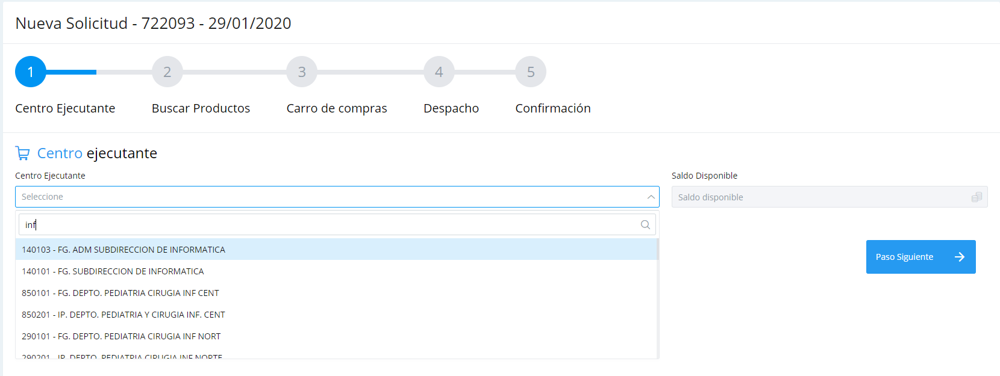 Nueva Solicitud - 722093 - 29/01/2020
1 2 3 4 5
Centro Ejecutante Buscar Productos Carro de compras Despacho Confirmación
Centro ejecutante
Centro Ejecutante Saldo Disponible
Seleccione Saldo disponible
inf
140103 - FG. ADM SUBDIRECCION DE INFORMATICA
Paso Siguiente
140101 - FG. SUBDIRECCION DE INFORMATICA
850101 - FG. DEPTO. PEDIATRIA CIRUGIA INF CENT
850201 - IP. DEPTO. PEDIATRIA Y CIRUGIA INF. CENT
290101 - FG. DEPTO. PEDIATRIA CIRUGIA INF NORT
290201 - IP. DEPTO. PEDIATRIA CIRUGIA INF NORTE